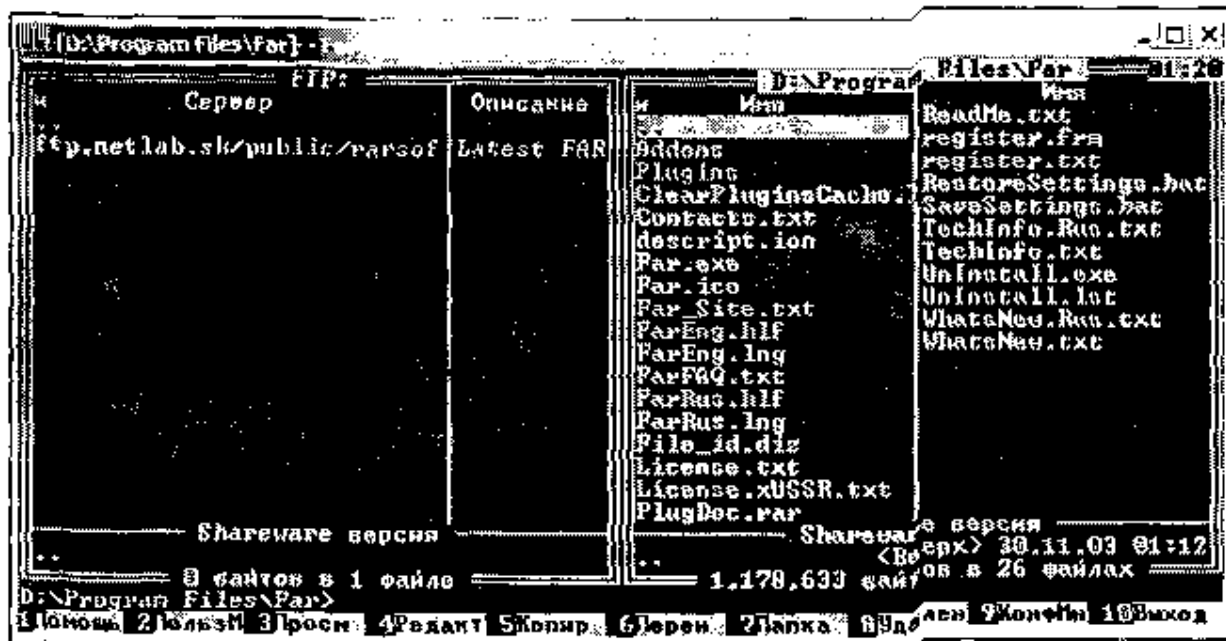 {D:\Program Files\Far} -
FTP:
Сервер Описание
..
ftp.netlab.sk/public/rarsof Latest FAR
Shareware версия
..
0 байтов в 1 файле
D:\Program Files\Far 01:20
и Имя Имя
..
Addons
Plugins
ClearPluginsCache.
Contacts.txt
descript.ion
Far.exe
Far.ico
Far_Site.txt
FarEng.hlf
FarEng.lng
FarFAQ.txt
FarRus.hlf
FarRus.lng
File_id.diz
License.txt
License.xUSSR.txt
PlugDoc.rar
ReadMe.txt
register.frm
register.txt
RestoreSettings.bat
SaveSettings.bat
TechInfo.Rus.txt
TechInfo.txt
UnInstall.exe
UnInstall.lst
WhatsNew.Rus.txt
WhatsNew.txt
Shareware версия
.. 30.11.03 01:12
1,178,633 байтов в 26 файлах
D:\Program Files\Far>
1Помощь 2ПользМ 3Просм 4Редакт 5Копир 6Перен 7Папка 8Уда лен 9КонфМн 10Выход